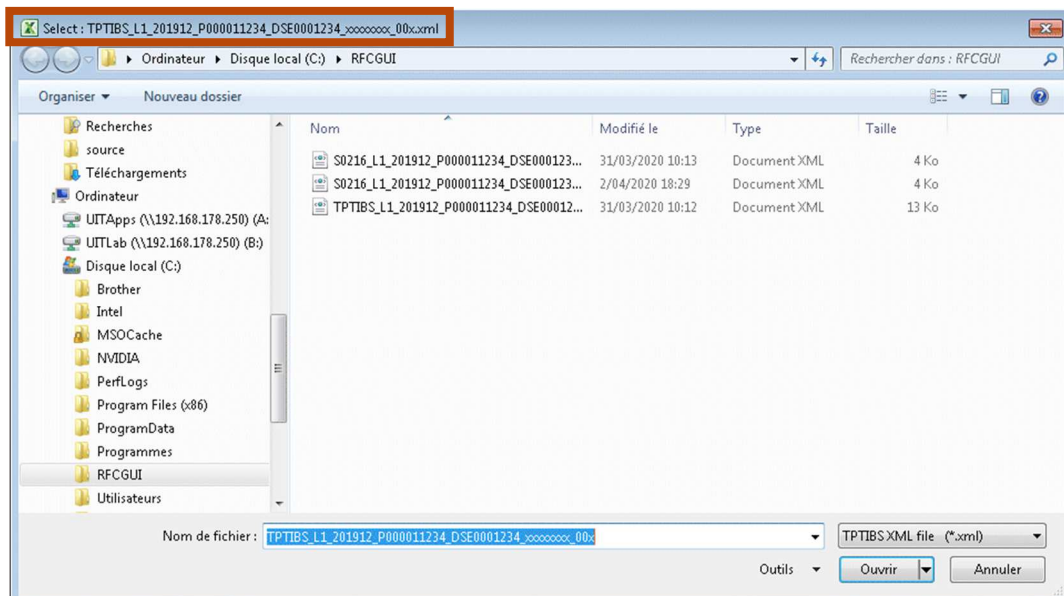 Select : TPTIBS_L1_201912_P000011234_DSE0001234_xxxxxxxx_00x.xml
Ordinateur Disque local (C:) RFCGUI Rechercher dans : RFCGUI
Organiser Nouveau dossier
Recherches
source
Téléchargements
Ordinateur
UITApps (\\192.168.178.250) (A:
UITLab (\\192.168.178.250) (B:)
Disque local (C:)
Brother
Intel
MSOCache
NVIDIA
PerfLogs
Program Files (x86)
ProgramData
Programmes
RFCGUI
Utilisateurs
Nom Modifié le Type Taille
S0216_L1_201912_P000011234_DSE000123... 31/03/2020 10:13 Document XML 4 Ko
S0216_L1_201912_P000011234_DSE000123... 2/04/2020 18:29 Document XML 4 Ko
TPTIBS_L1_201912_P000011234_DSE00012... 31/03/2020 10:12 Document XML 13 Ko
Nom de fichier : TPTIBS_L1_201912_P000011234_DSE0001234_xxxxxxxx_00x TPTIBS XML file (*.xml)
Outils Ouvrir Annuler